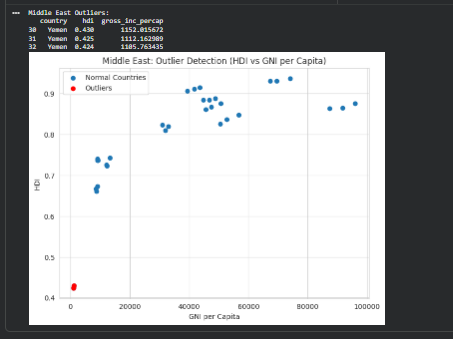 Middle East Outliers:
country hdi gross_inc_percap
30 Yemen 0.430 1152.015672
31 Yemen 0.425 1112.162989
32 Yemen 0.424 1105.763435
Middle East: Outlier Detection (HDI vs GNI per Capita)
Normal Countries
Outliers
HDI
0.9
0.8
0.7
0.6
0.5
0.4
0 20000 40000 60000 80000 100000
GNI per Capita